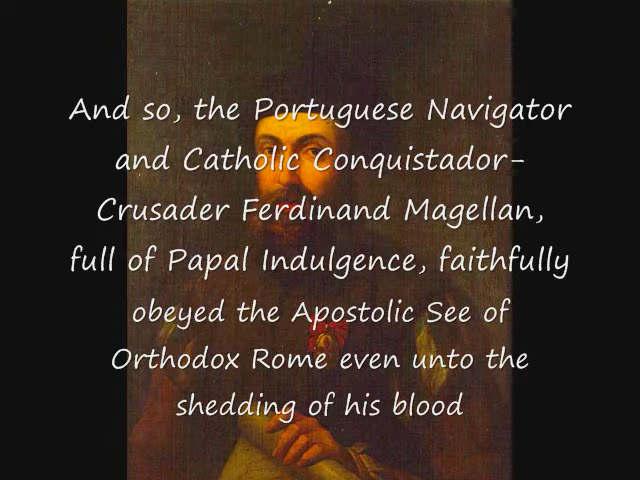 And so, the Portuguese Navigator
and Catholic Conquistador-
Crusader Ferdinand Magellan,
full of Papal Indulgence, faithfully
obeyed the Apostolic See of
Orthodox Rome even unto the
shedding of his blood